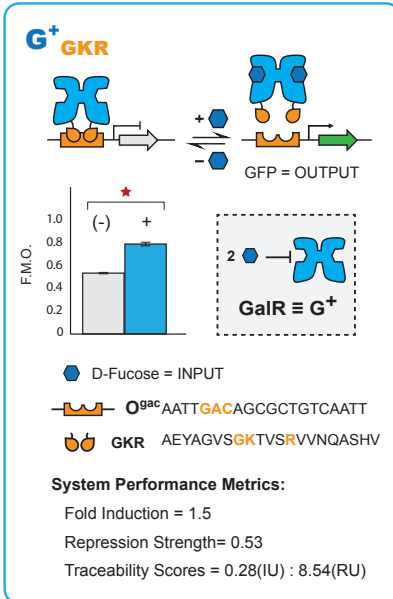 G⁺ GKR
+
−
GFP = OUTPUT
F.M.O.
1.0
0.8
0.6
0.4
0.2
0
(-) +
2
GalR ≡ G⁺
D-Fucose = INPUT
Oᵍᵃᶜ AATTGACAGCGCTGTCAATT
GKR AEYAGVSGKTVSRVVNQASHV
System Performance Metrics:
Fold Induction = 1.5
Repression Strength= 0.53
Traceability Scores = 0.28(IU) : 8.54(RU)